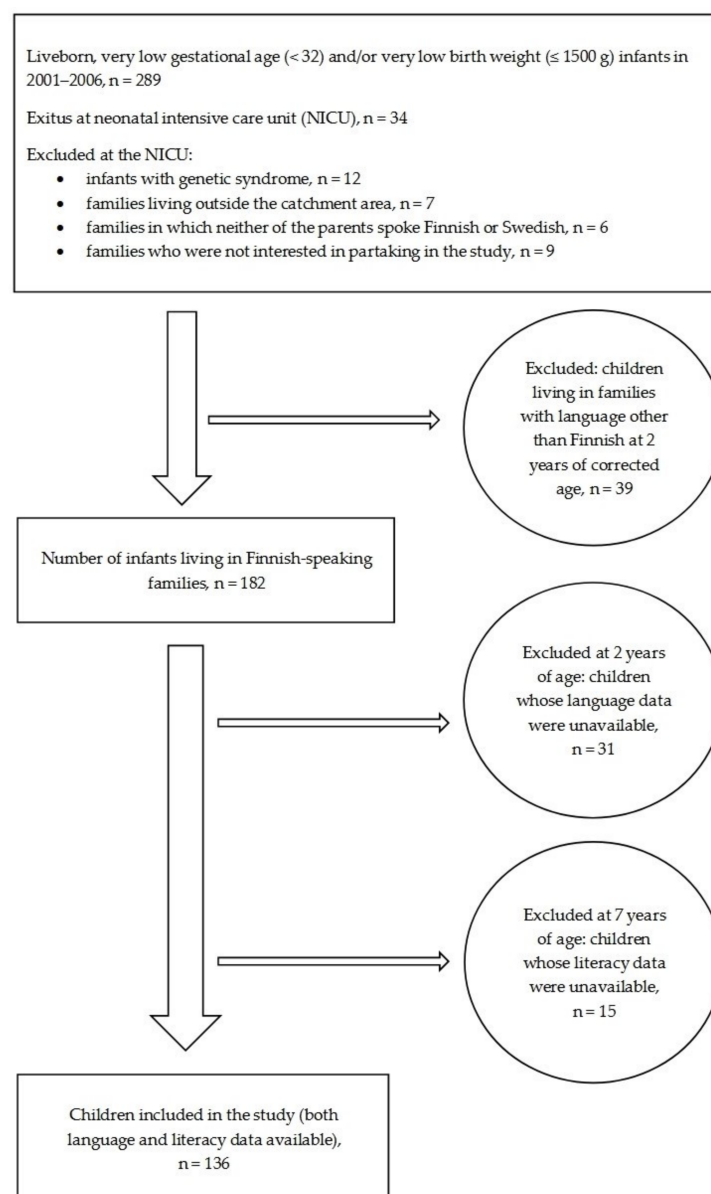 Liveborn, very low gestational age (< 32) and/or very low birth weight (≤ 1500 g) infants in
2001–2006, n = 289
Exitus at neonatal intensive care unit (NICU), n = 34
Excluded at the NICU:
• infants with genetic syndrome, n = 12
• families living outside the catchment area, n = 7
• families in which neither of the parents spoke Finnish or Swedish, n = 6
• families who were not interested in partaking in the study, n = 9
Excluded: children
living in families
with language other
than Finnish at 2
years of corrected
age, n = 39
Number of infants living in Finnish-speaking
families, n = 182
Excluded at 2 years
of age: children
whose language data
were unavailable,
n = 31
Excluded at 7 years
of age: children
whose literacy data
were unavailable,
n = 15
Children included in the study (both
language and literacy data available),
n = 136